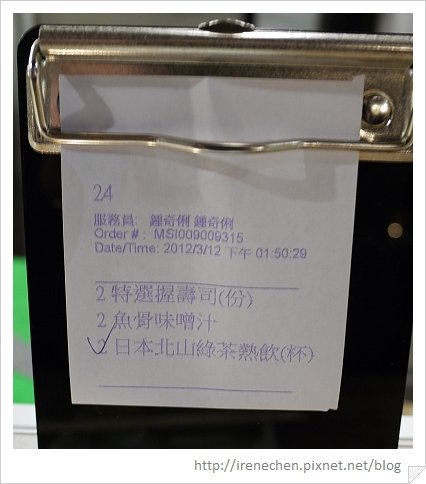 24
服務員: 鍾奇俐 鍾奇俐
Order # : MSI009009315
Date/Time: 2012/3/12 下午 01:50:29
2 特選握壽司(份)
2 魚骨味噌汁
2 日本北山綠茶熱飲(杯)
http://irenechen.pixnet.net/blog